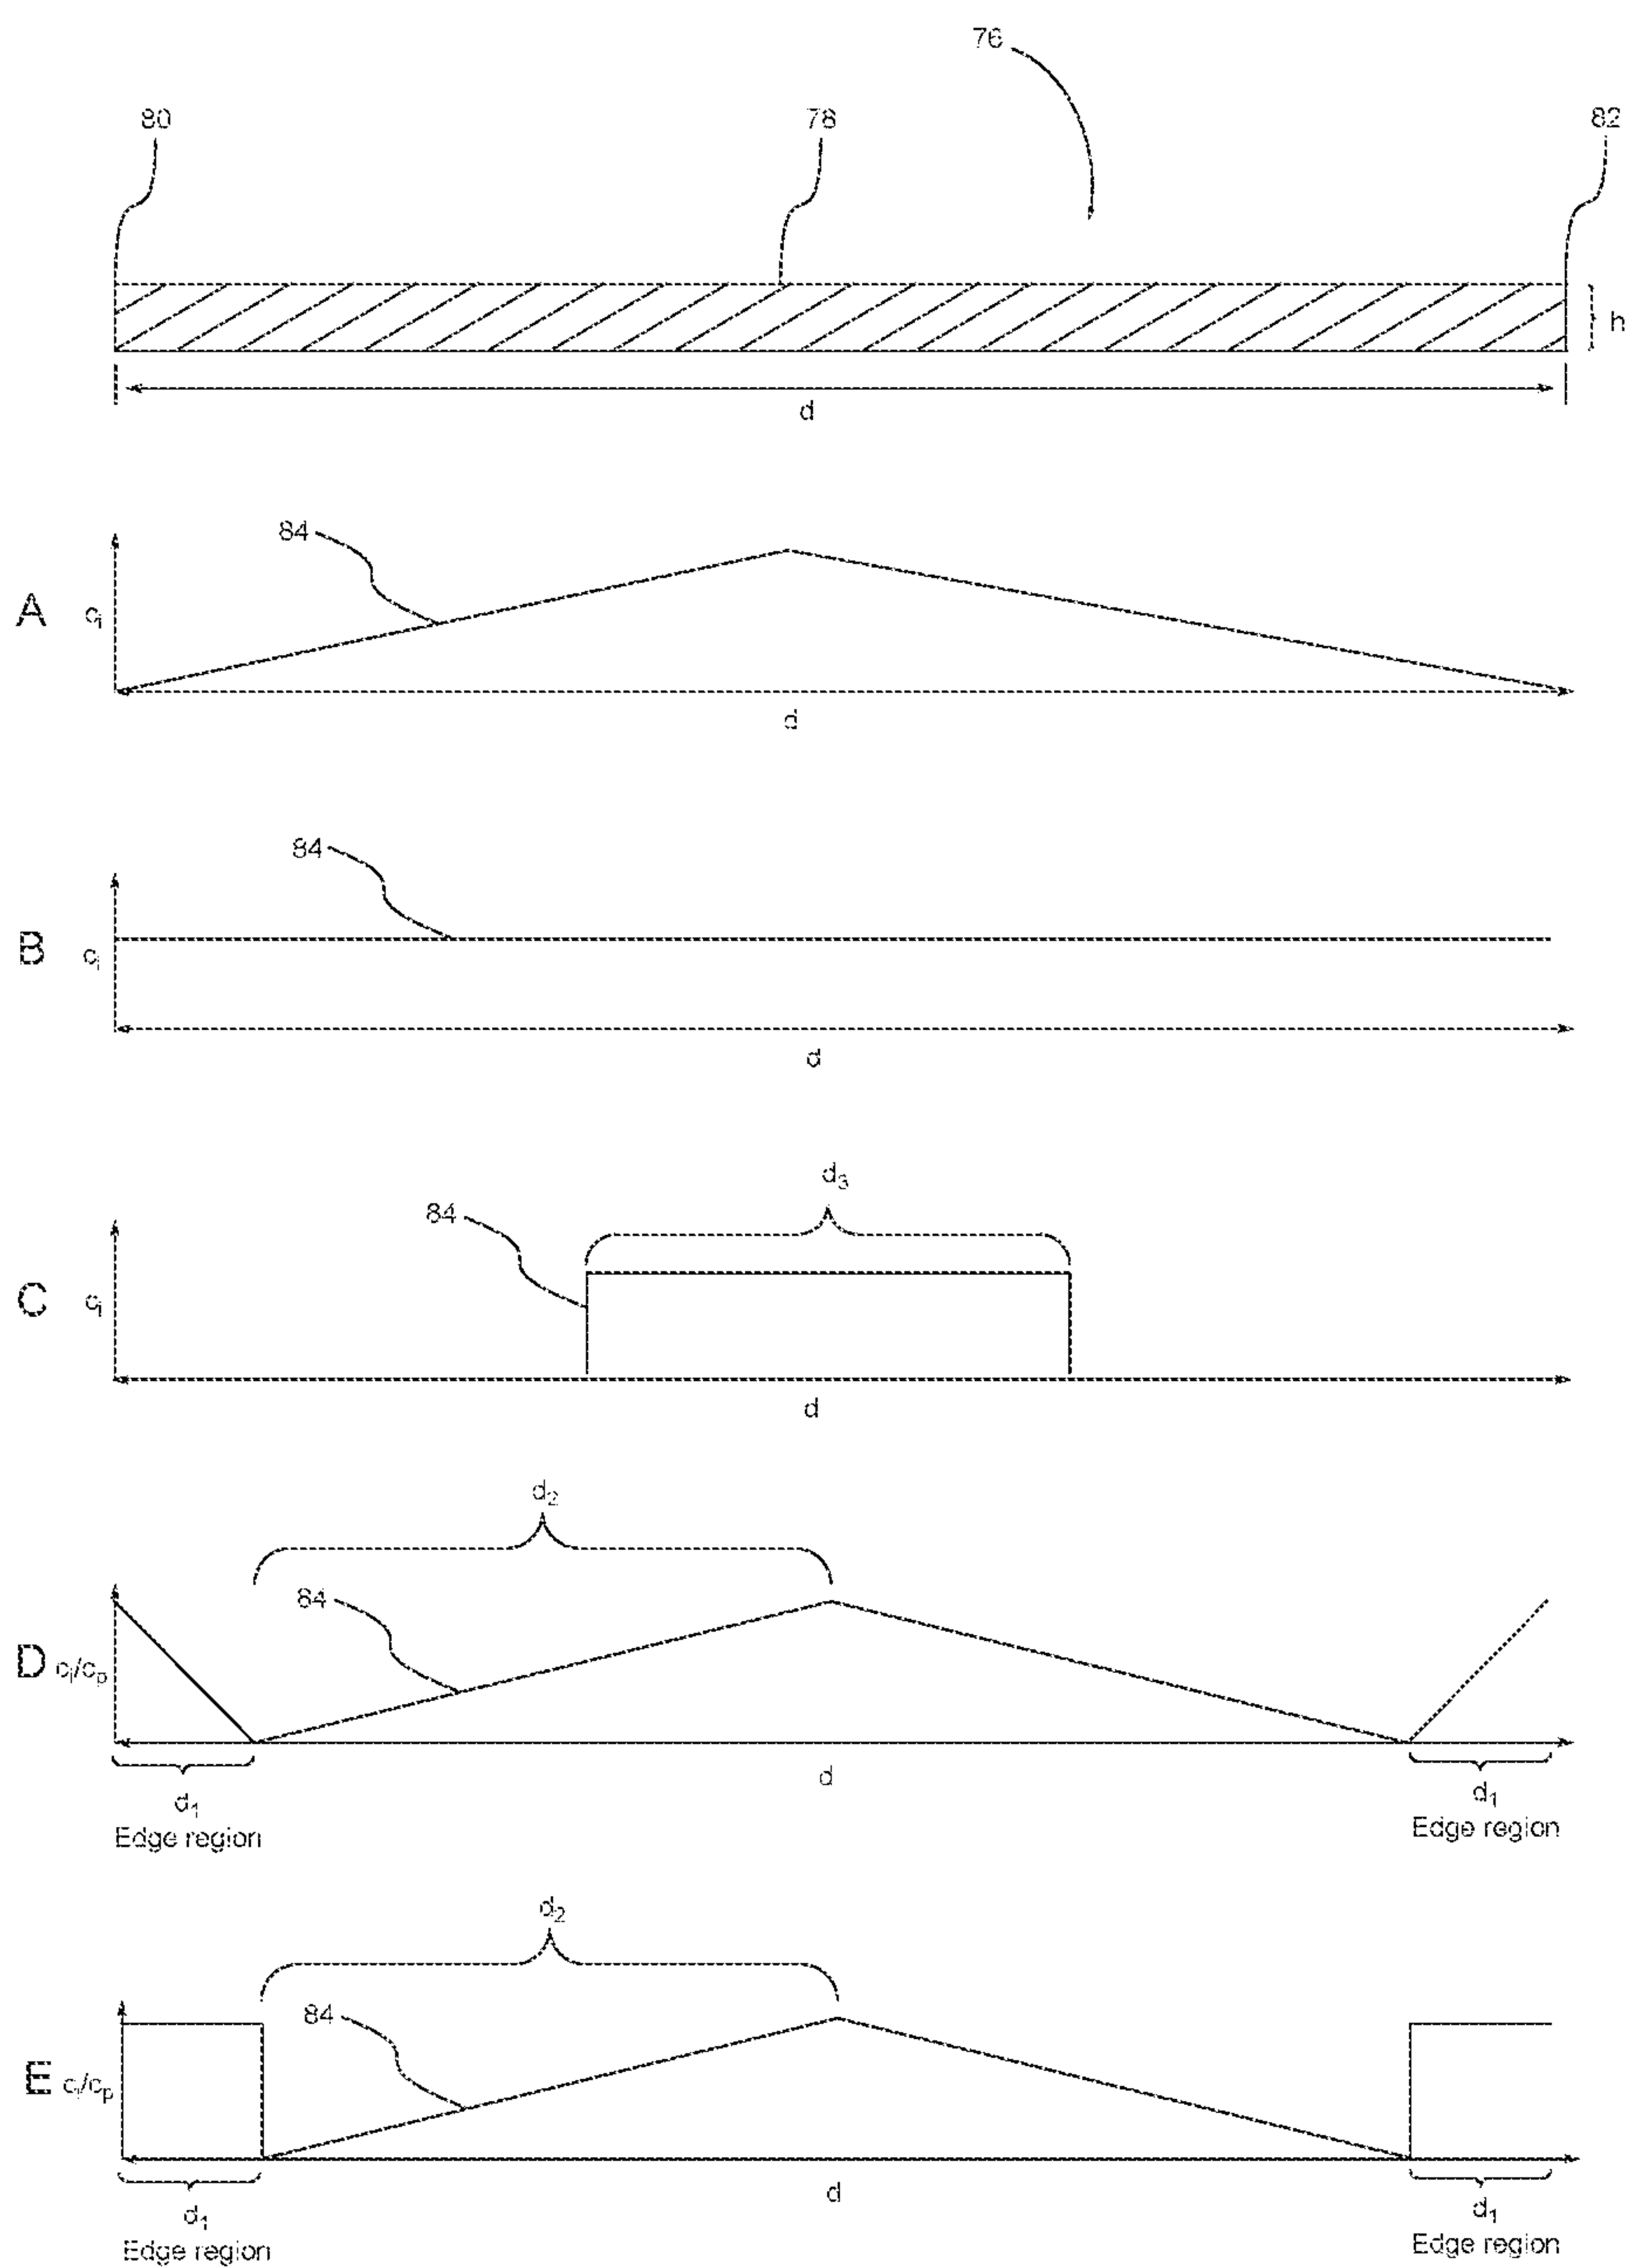 76
80
78
82
h
d
84
A
cᵢ
d
84
B
cᵢ
d
d₃
84
C
cᵢ
d
d₂
84
D
cᵢ/cₚ
d₁
d
d₁
Edge region
Edge region
d₂
84
E
cᵢ/cₚ
d₁
d
d₁
Edge region
Edge region